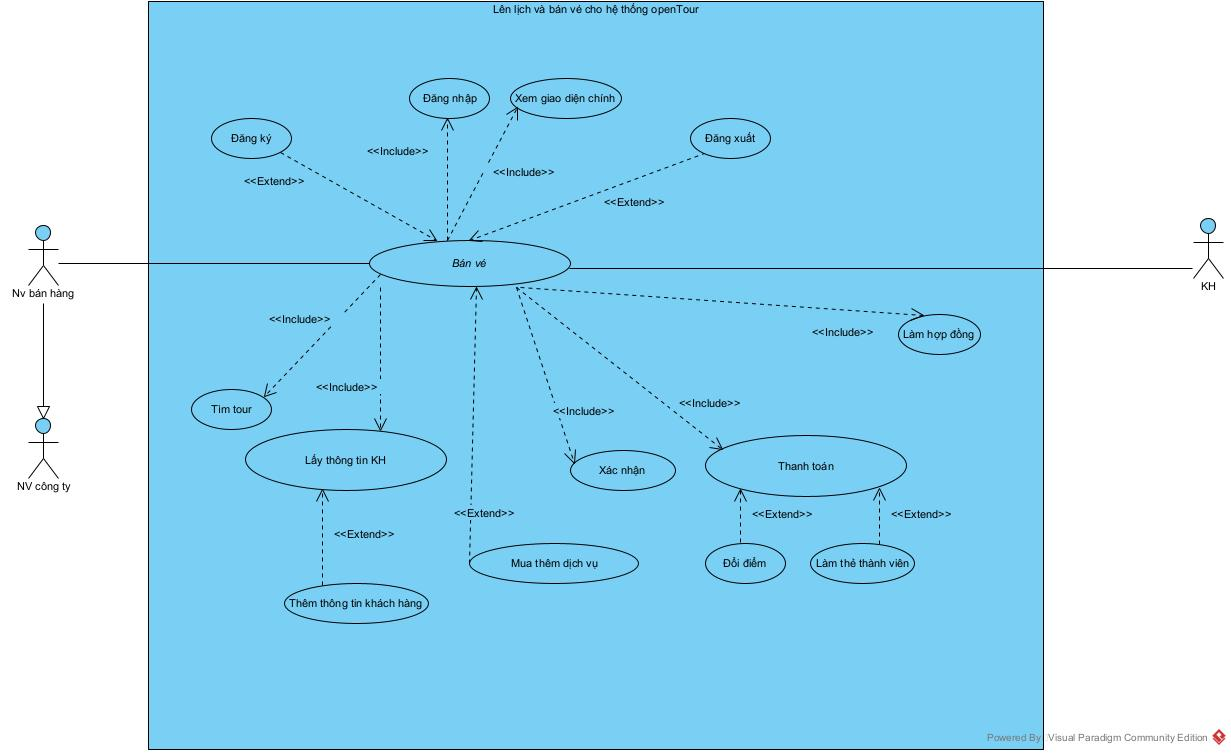 Lên lịch và bán vé cho hệ thống openTour
Đăng nhập
Xem giao diện chính
Đăng ký
Đăng xuất
<<Include>>
<<Include>>
<<Extend>>
<<Extend>>
Bán vé
Nv bán hàng
KH
<<Include>>
<<Include>>
Làm hợp đồng
<<Include>>
<<Include>>
<<Include>>
Tìm tour
Lấy thông tin KH
Xác nhận
Thanh toán
NV công ty
<<Extend>>
<<Extend>>
<<Extend>>
<<Extend>>
Mua thêm dịch vụ
Đổi điểm
Làm thẻ thành viên
Thêm thông tin khách hàng
Powered By: Visual Paradigm Community Edition